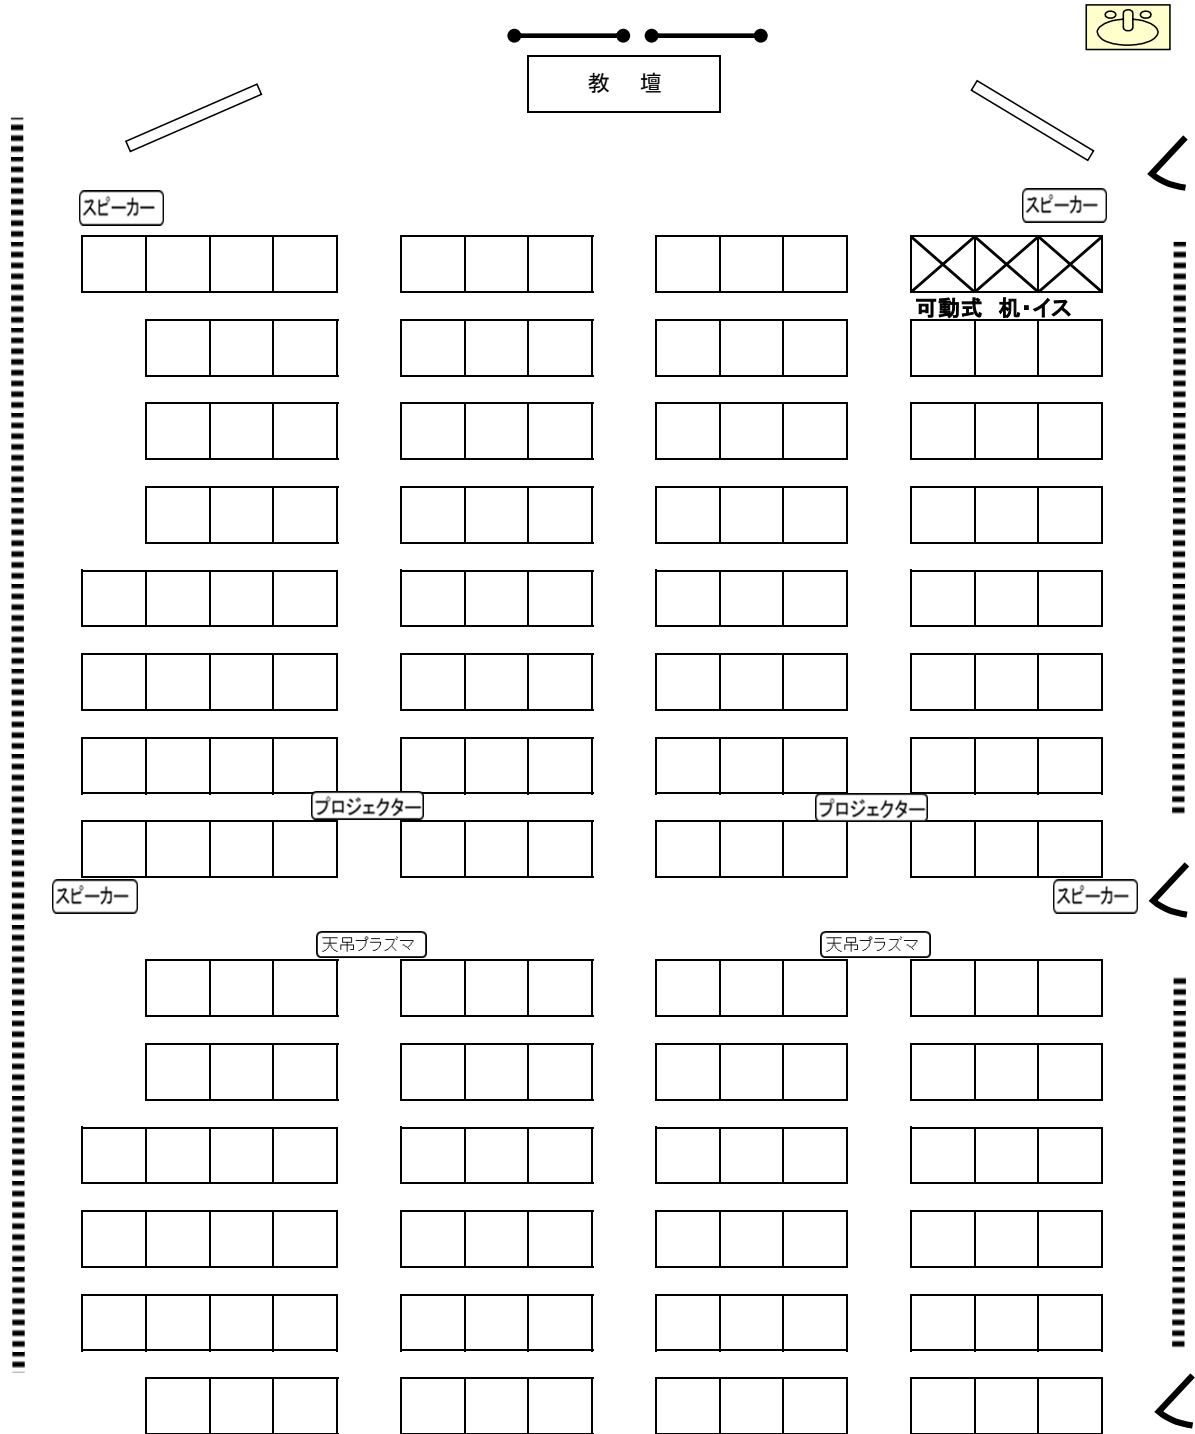 教　壇
スピーカー
スピーカー
可動式　机・イス
プロジェクター
プロジェクター
スピーカー
スピーカー
天吊プラズマ
天吊プラズマ